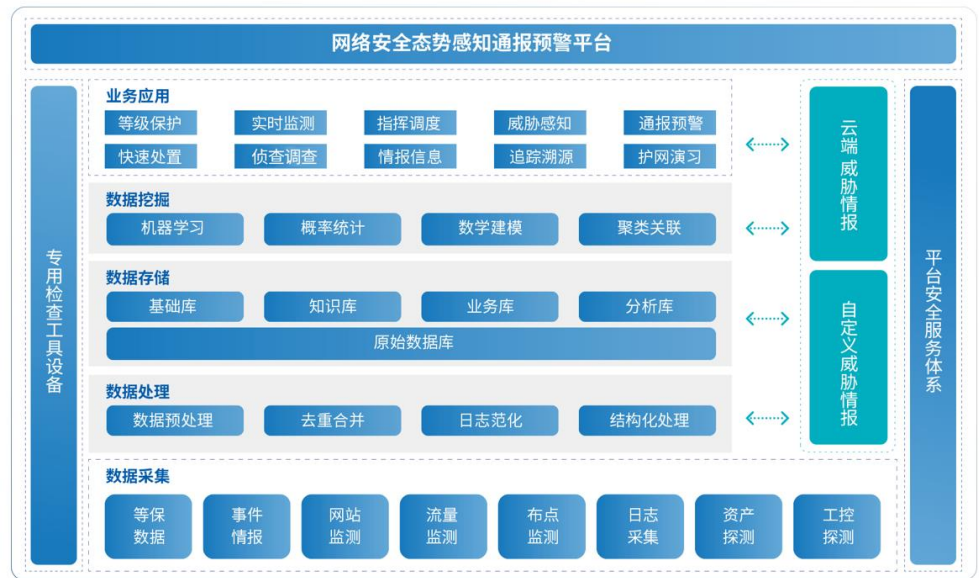 网络安全态势感知通报预警平台
专用检查工具设备
业务应用
等级保护 实时监测 指挥调度 威胁感知 通报预警
快速处置 侦查调查 情报信息 追踪溯源 护网演习
数据挖掘
机器学习 概率统计 数学建模 聚类关联
数据存储
基础库 知识库 业务库 分析库
原始数据库
数据处理
数据预处理 去重合并 日志范化 结构化处理
数据采集
等保 事件 网站 流量 布点 日志 资产 工控
数据 情报 监测 监测 监测 采集 探测 探测
云端 威胁情报
自定义威胁情报
平台安全服务体系